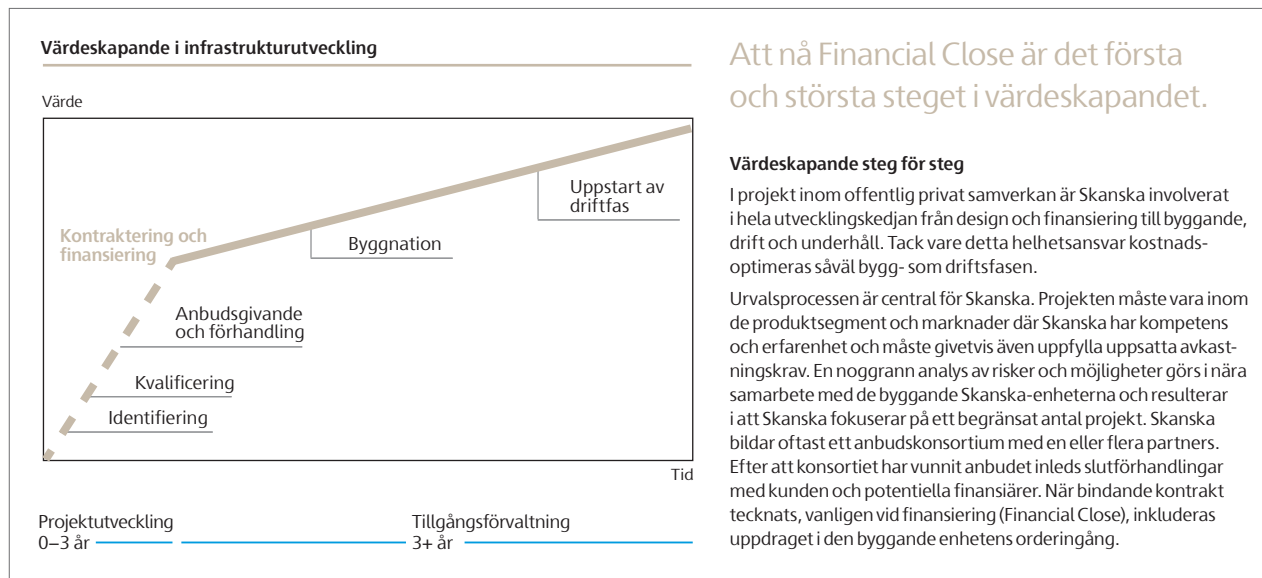 Värdeskapande i infrastrukturutveckling
Värde
Kontraktering och
finansiering
Uppstart av
driftfas
Byggnation
Anbudsgivande
och förhandling
Kvalificering
Identifiering
Tid
Projektutveckling
0–3 år
Tillgångsförvaltning
3+ år
Att nå Financial Close är det första
och största steget i värdeskapandet.
Värdeskapande steg för steg
I projekt inom offentlig privat samverkan är Skanska involverat
i hela utvecklingskedjan från design och finansiering till byggande,
drift och underhåll. Tack vare detta helhetsansvar kostnads-
optimeras såväl bygg- som driftsfasen.
Urvalsprocessen är central för Skanska. Projekten måste vara inom
de produktsegment och marknader där Skanska har kompetens
och erfarenhet och måste givetvis även uppfylla uppsatta avkast-
ningskrav. En noggrann analys av risker och möjligheter görs i nära
samarbete med de byggande Skanska-enheterna och resulterar
i att Skanska fokuserar på ett begränsat antal projekt. Skanska
bildar oftast ett anbudskonsortium med en eller flera partners.
Efter att konsortiet har vunnit anbudet inleds slutförhandlingar
med kunden och potentiella finansiärer. När bindande kontrakt
tecknats, vanligen vid finansiering (Financial Close), inkluderas
uppdraget i den byggande enhetens orderingång.